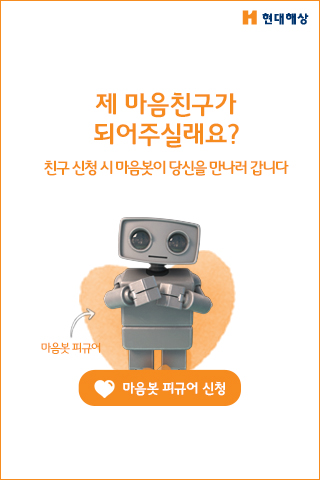 현대해상
제 마음친구가
되어주실래요?
친구 신청 시 마음봇이 당신을 만나러 갑니다
마음봇 피규어
마음봇 피규어 신청